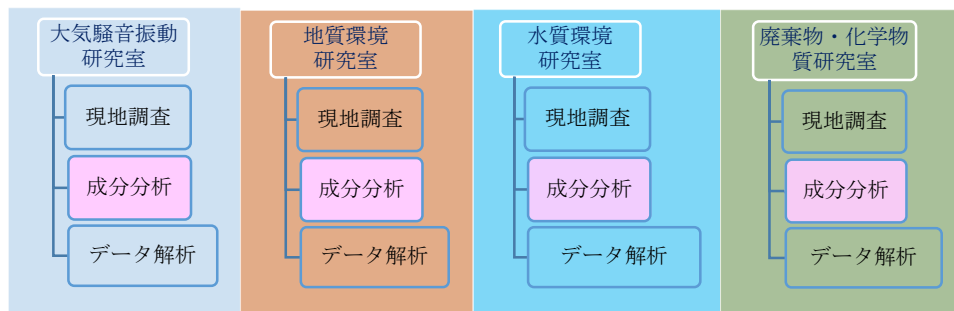 大気騒音振動
研究室
現地調査
成分分析
データ解析
地質環境
研究室
現地調査
成分分析
データ解析
水質環境
研究室
現地調査
成分分析
データ解析
廃棄物・化学物
質研究室
現地調査
成分分析
データ解析